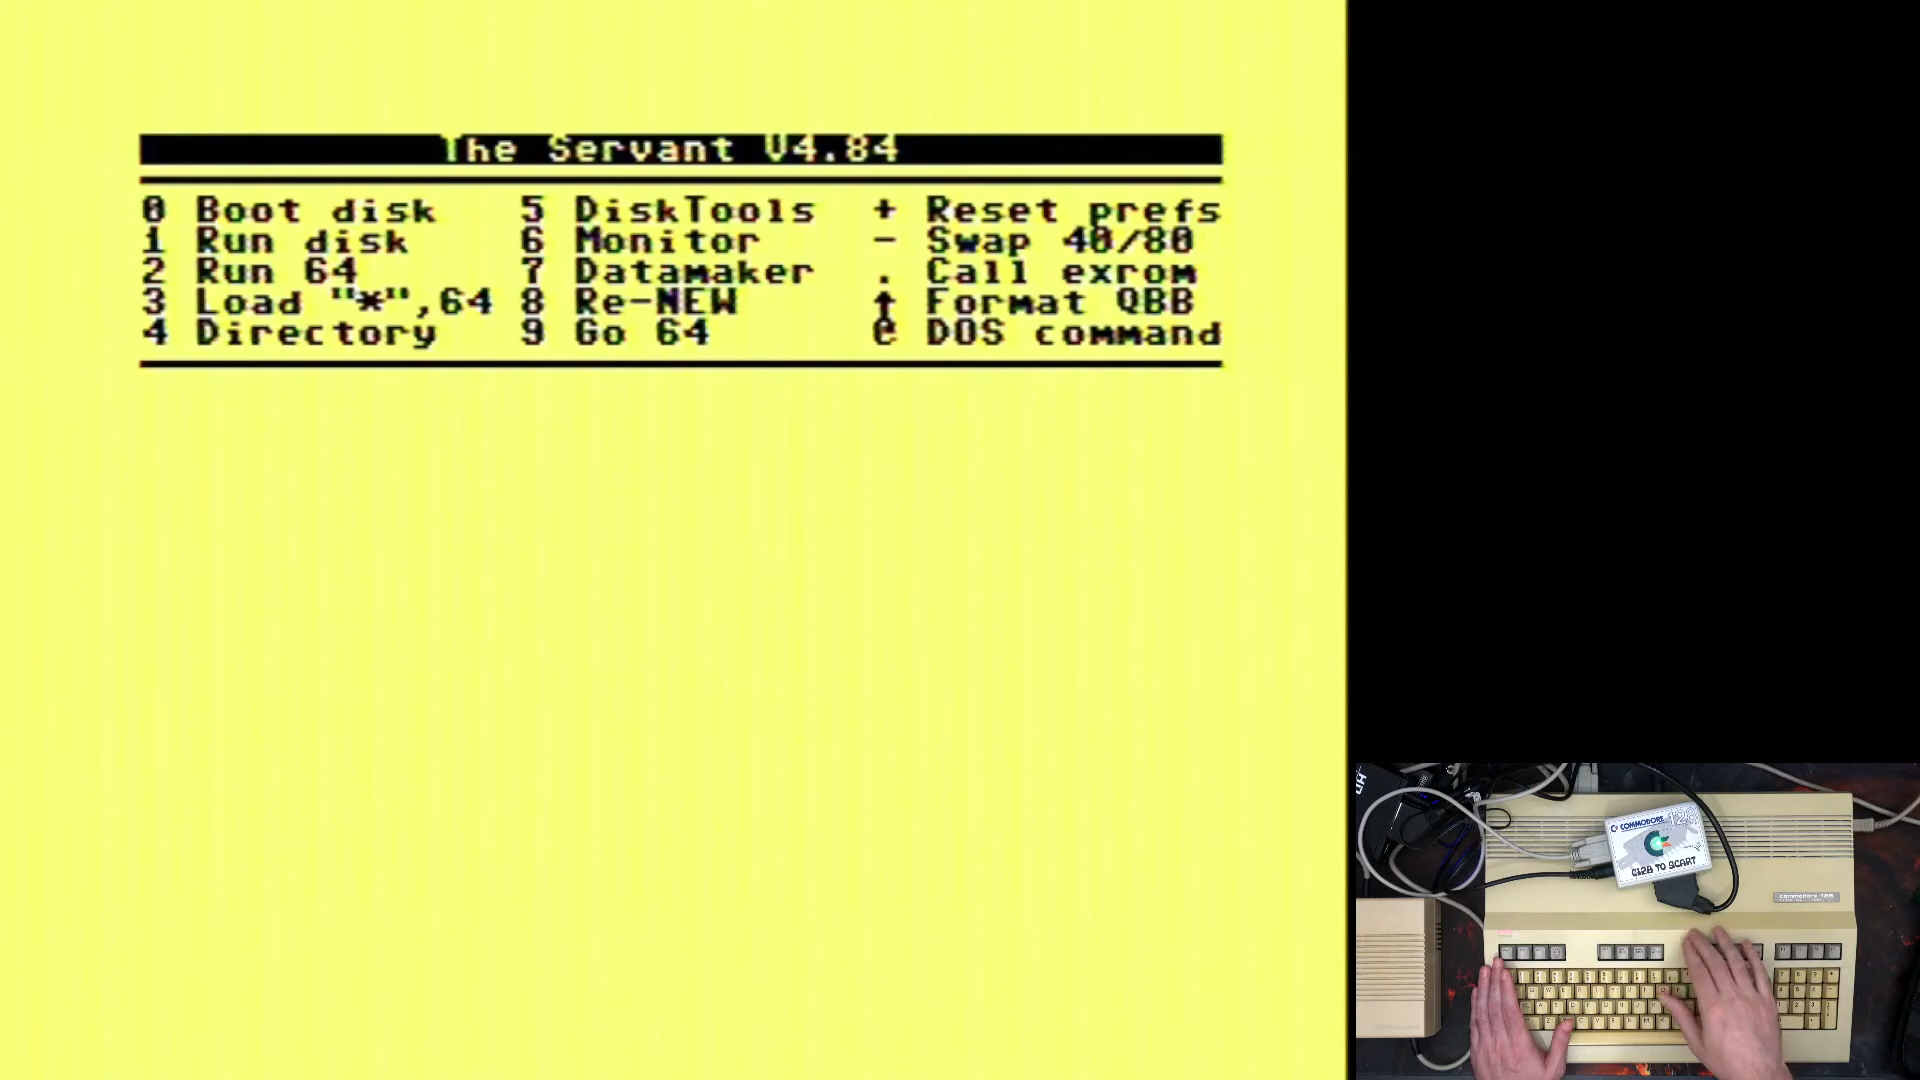 The Servant V4.84
0 Boot disk 5 DiskTools + Reset prefs
1 Run disk 6 Monitor - Swap 40/80
2 Run 64 7 Datamaker . Call exrom
3 Load "*",64 8 Re-NEW ↑ Format QBB
4 Directory 9 Go 64 @ DOS command
HD
COMMODORE 128
C128 TO SCART
commodore 128